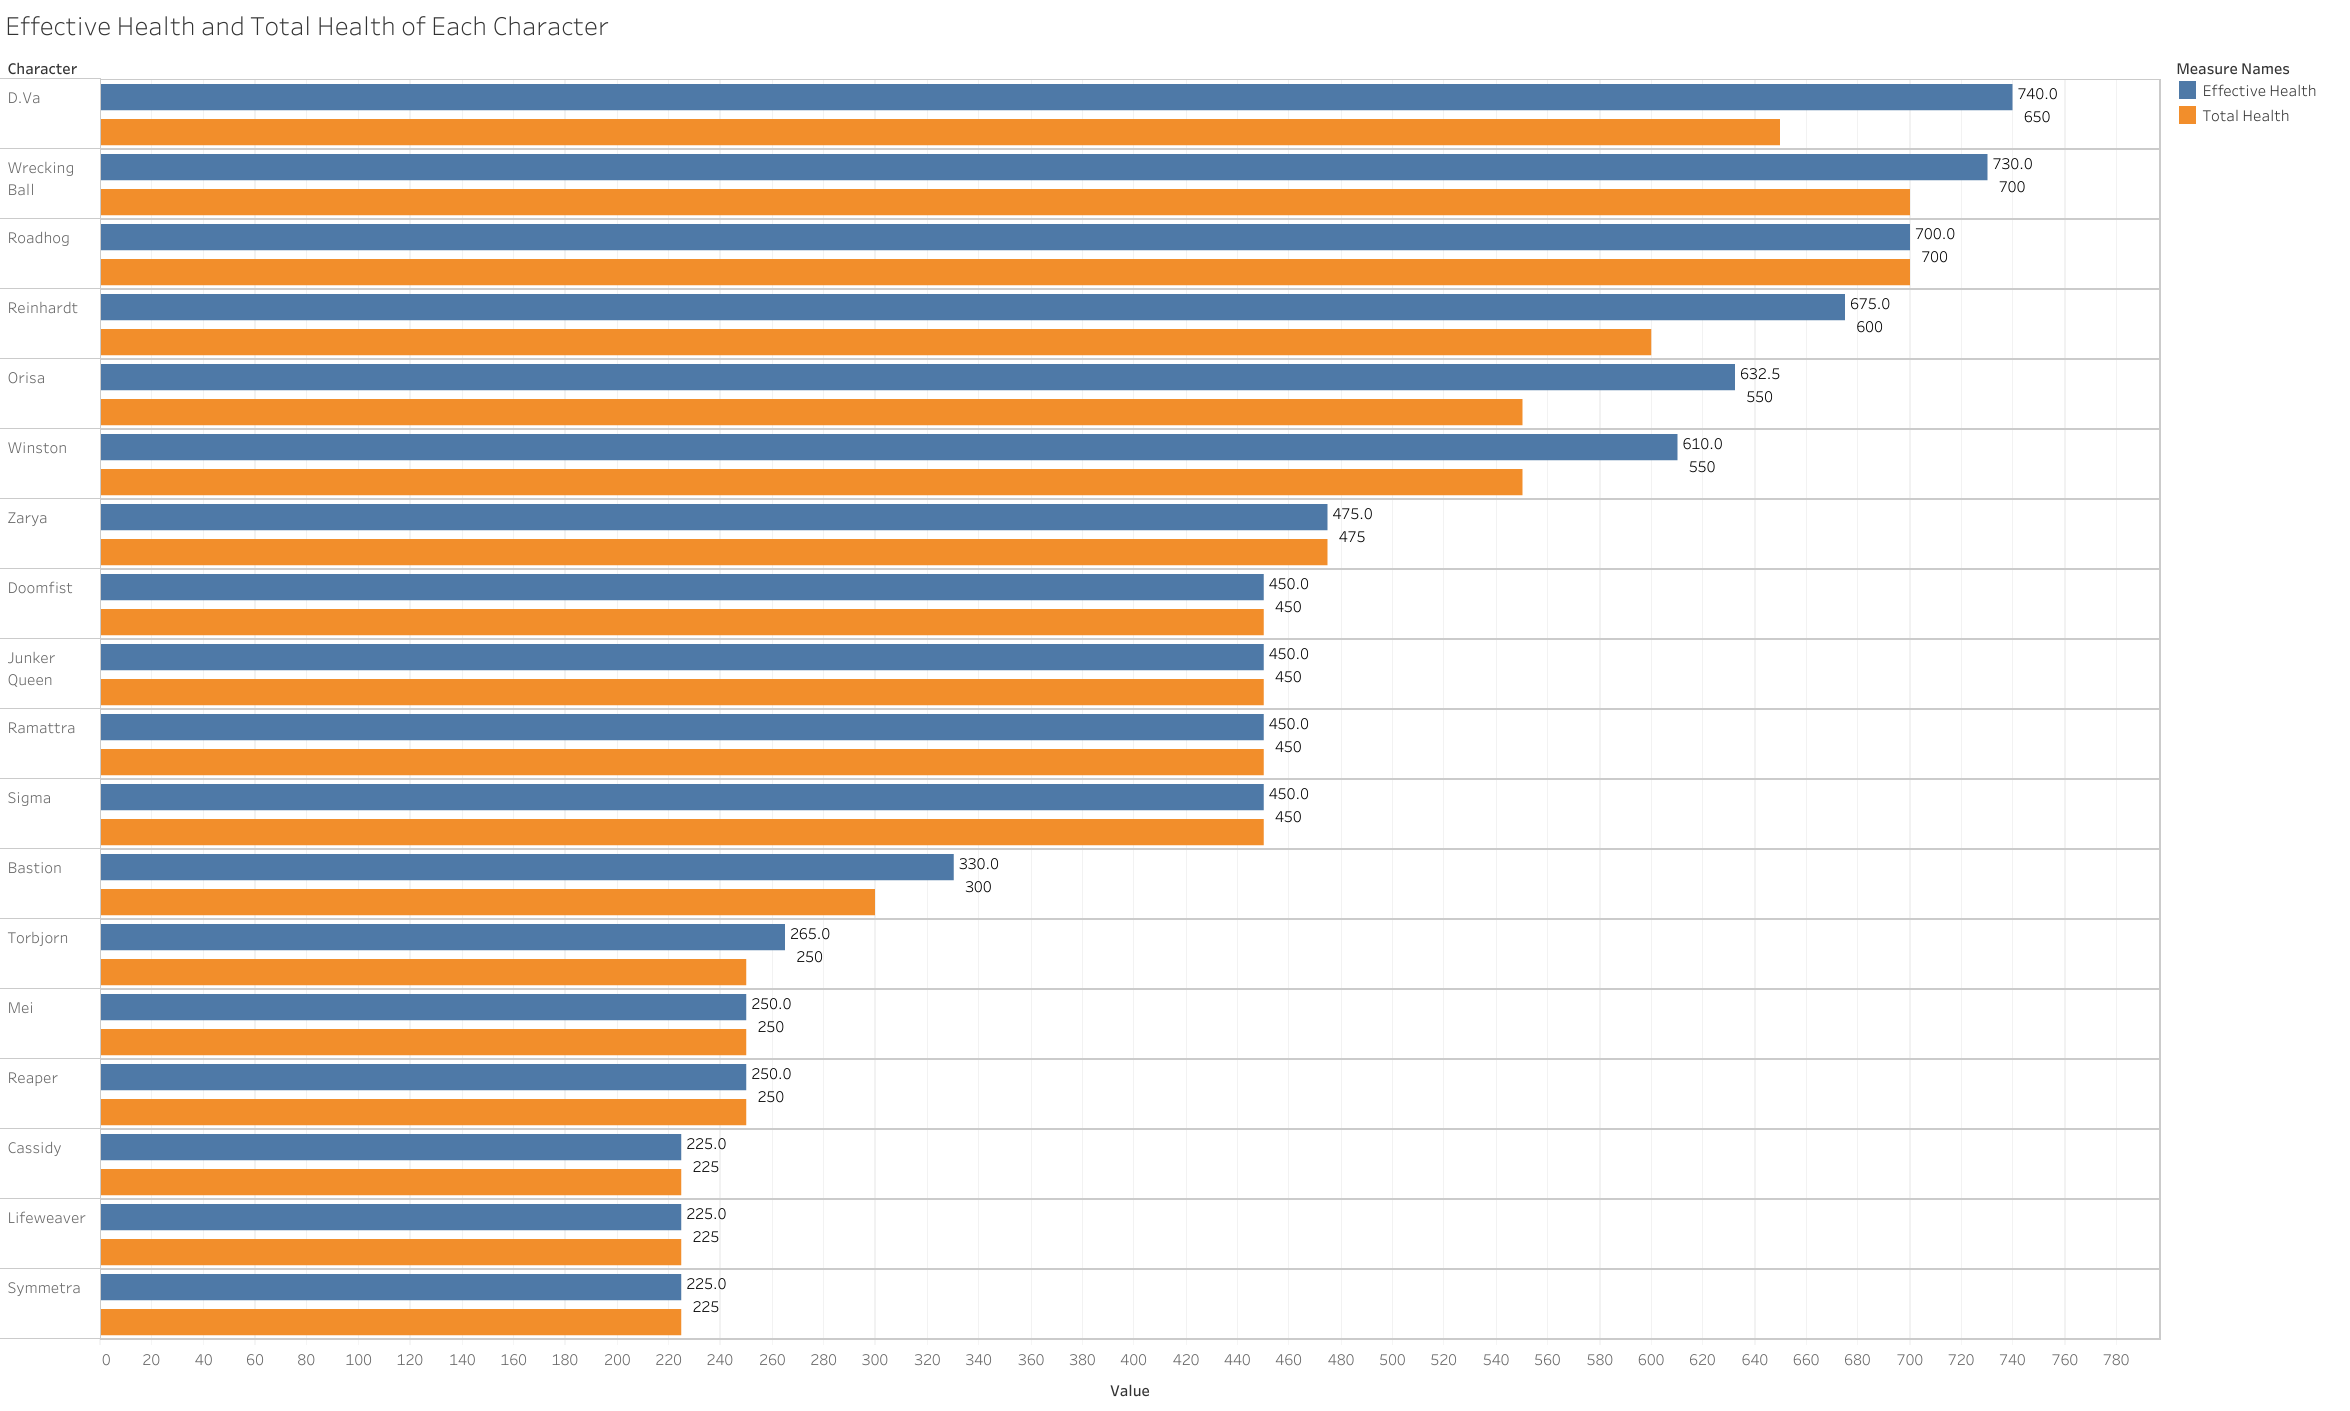 Effective Health and Total Health of Each Character
Character
Measure Names
Effective Health
Total Health
D.Va
740.0
650
Wrecking
Ball
730.0
700
Roadhog
700.0
700
Reinhardt
675.0
600
Orisa
632.5
550
Winston
610.0
550
Zarya
475.0
475
Doomfist
450.0
450
Junker
Queen
450.0
450
Ramattra
450.0
450
Sigma
450.0
450
Bastion
330.0
300
Torbjorn
265.0
250
Mei
250.0
250
Reaper
250.0
250
Cassidy
225.0
225
Lifeweaver
225.0
225
Symmetra
225.0
225
0 20 40 60 80 100 120 140 160 180 200 220 240 260 280 300 320 340 360 380 400 420 440 460 480 500 520 540 560 580 600 620 640 660 680 700 720 740 760 780
Value